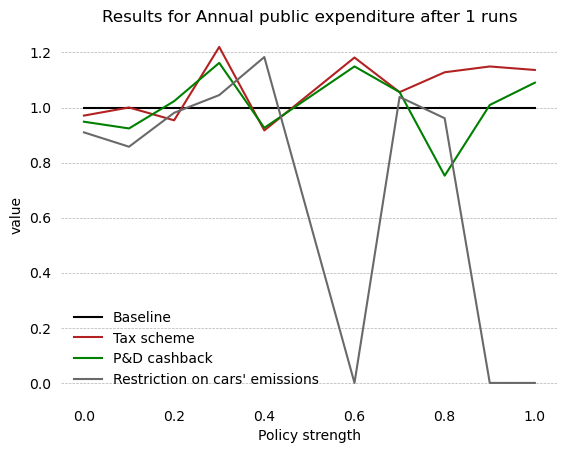 Results for Annual public expenditure after 1 runs
1.2
1.0
0.8
0.6
0.4
0.2
0.0
value
Baseline
Tax scheme
P&D cashback
Restriction on cars' emissions
0.0 0.2 0.4 0.6 0.8 1.0
Policy strength